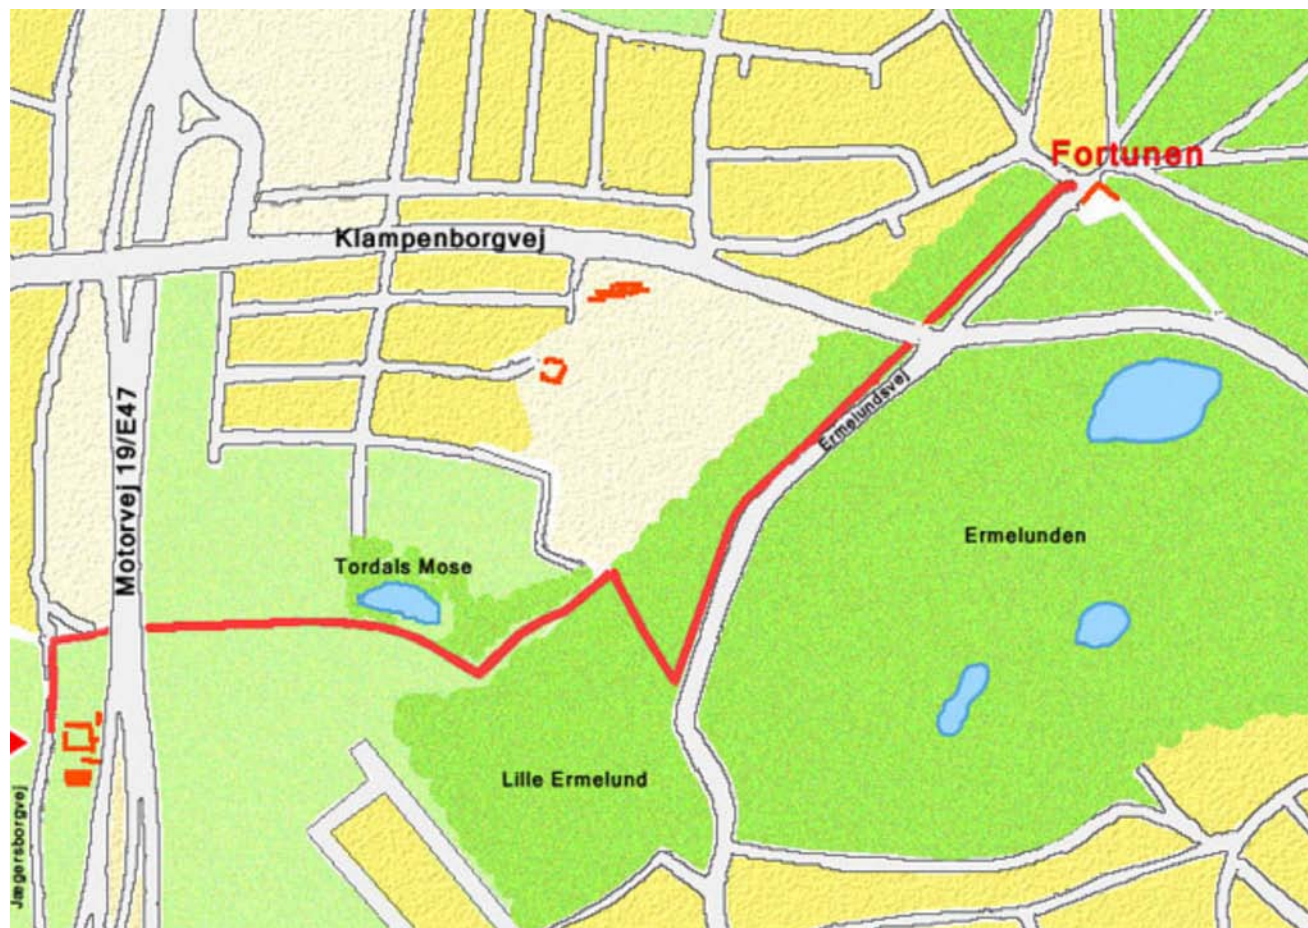 Fortunen
Klampenborgvej
Ermelundsvej
Motorvej 19/E47
Ermelunden
Tordals Mose
Lille Ermelund
Jægersborgvej